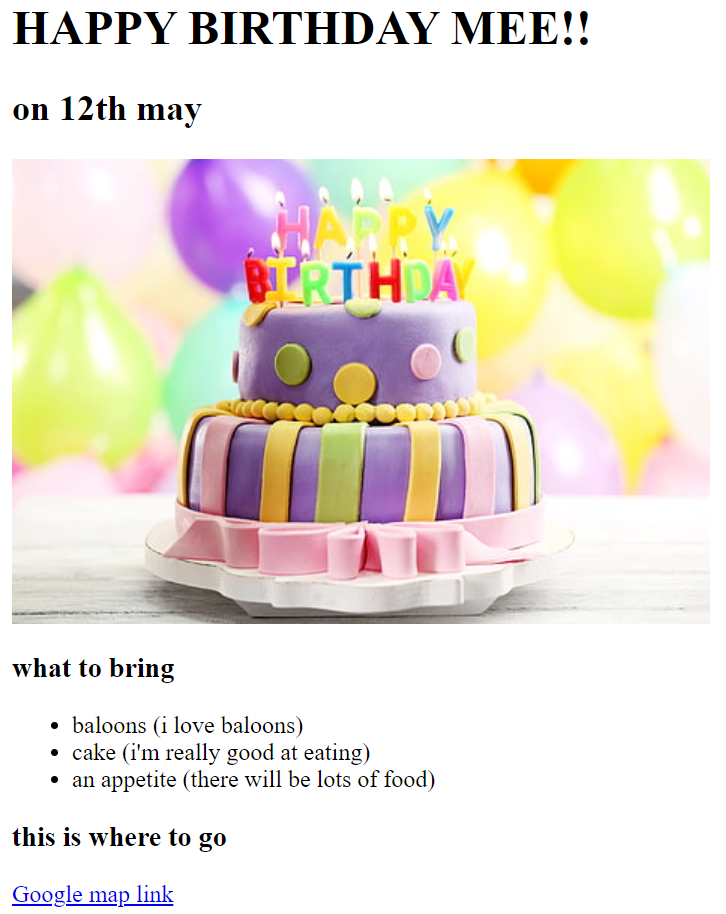 HAPPY BIRTHDAY MEE!!
on 12th may
HAPPY
BIRTHDAY
what to bring
baloons (i love baloons)
cake (i'm really good at eating)
an appetite (there will be lots of food)
this is where to go
Google map link